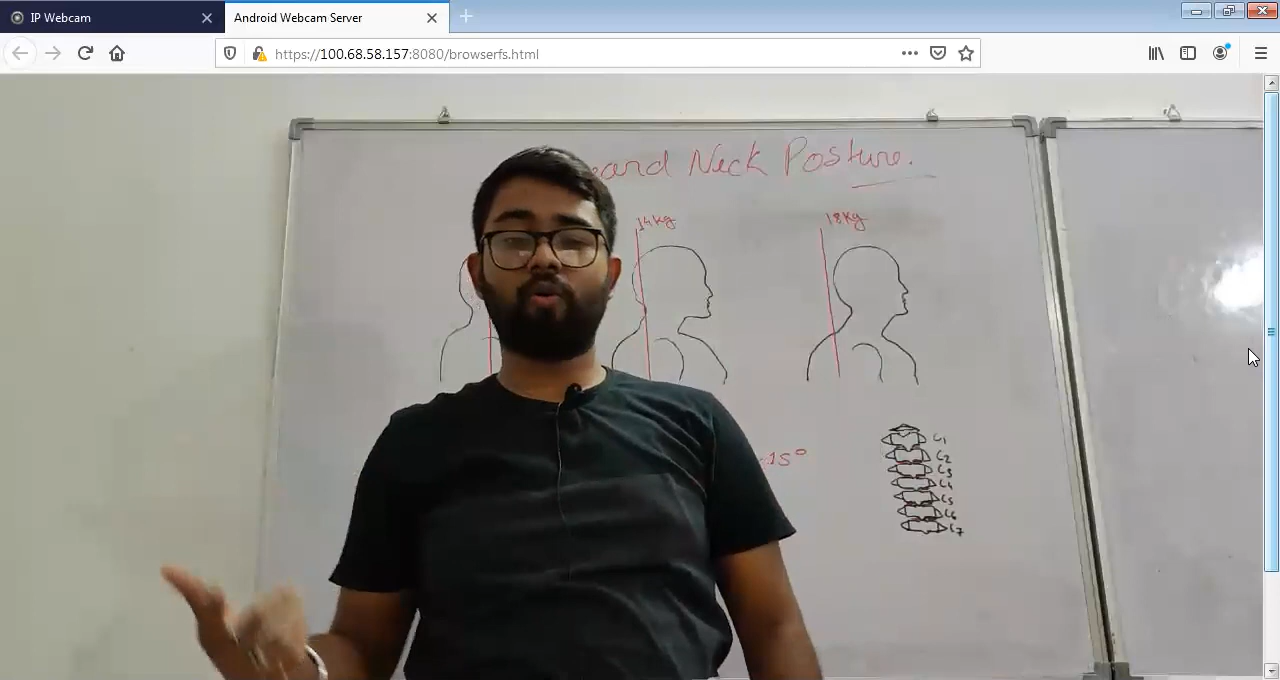 IP Webcam
Android Webcam Server
https://100.68.58.157:8080/browserfs.html
Neck Posture.
14Kg
18Kg
15°
C1
C2
C3
C4
C5
C6
C7